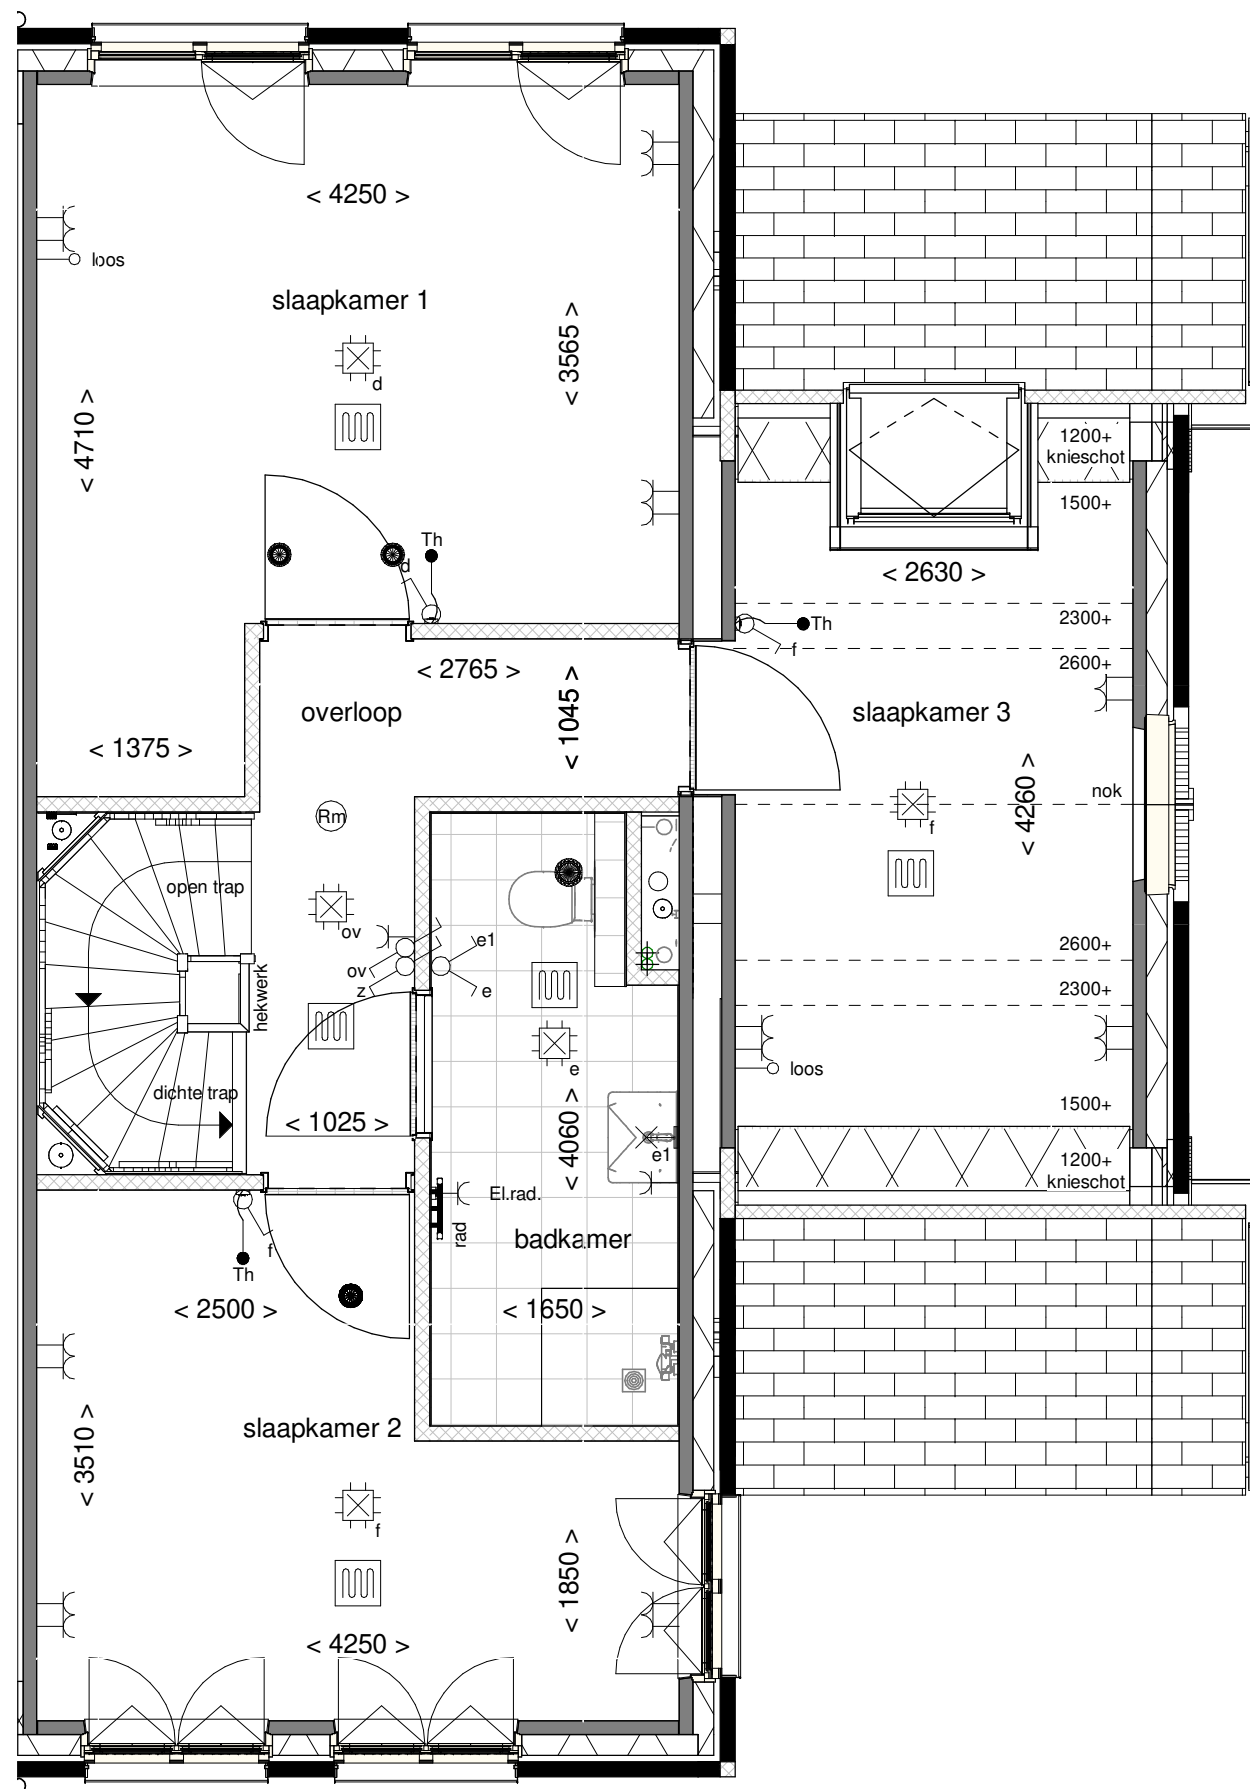 < 4250 >
loos
slaapkamer 1
d
< 3565 >
< 4710 >
1200+
knieschot
1500+
Th
d
< 2630 >
2300+
Th
f
2600+
< 2765 >
< 1045 >
overloop
slaapkamer 3
< 1375 >
< 4260 >
nok
Rm
f
open trap
ov
e1
ov
z
e
hekwerk
2600+
2300+
e
loos
dichte trap
< 1025 >
< 4060 >
1500+
e1
1200+
knieschot
El.rad.
rad
badkamer
f
Th
< 2500 >
< 1650 >
slaapkamer 2
< 3510 >
f
< 1850 >
< 4250 >